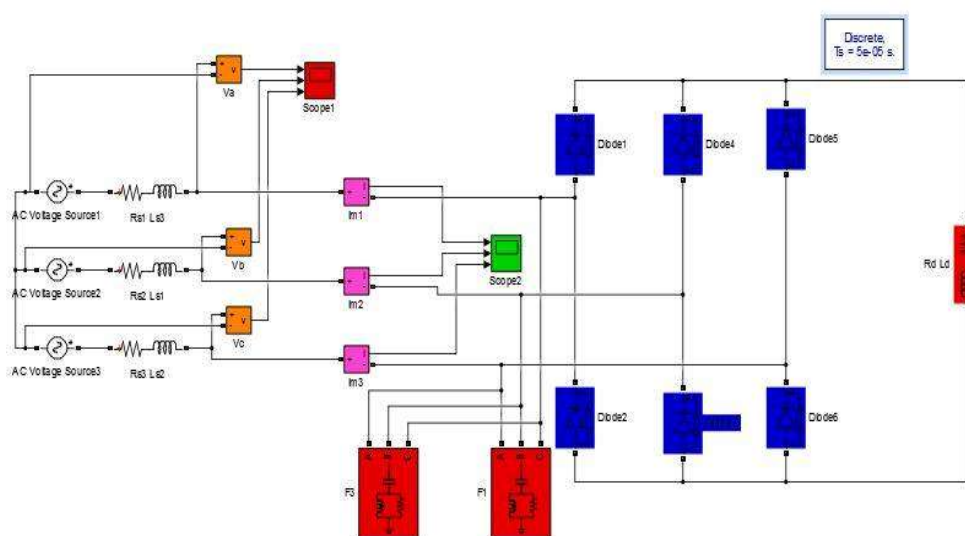 Discrete,
Ts = 5e-05 s.
Va
Scope1
Diode1
Diode4
Diode5
AC Voltage Source1
Rs1 Ls3
Im1
Vb
Scope2
Rd Ld
AC Voltage Source2
Rs2 Ls1
Im2
Vc
AC Voltage Source3
Rs3 Ls2
Im3
Diode2
Diode6
A B C
A B C
F3
F1